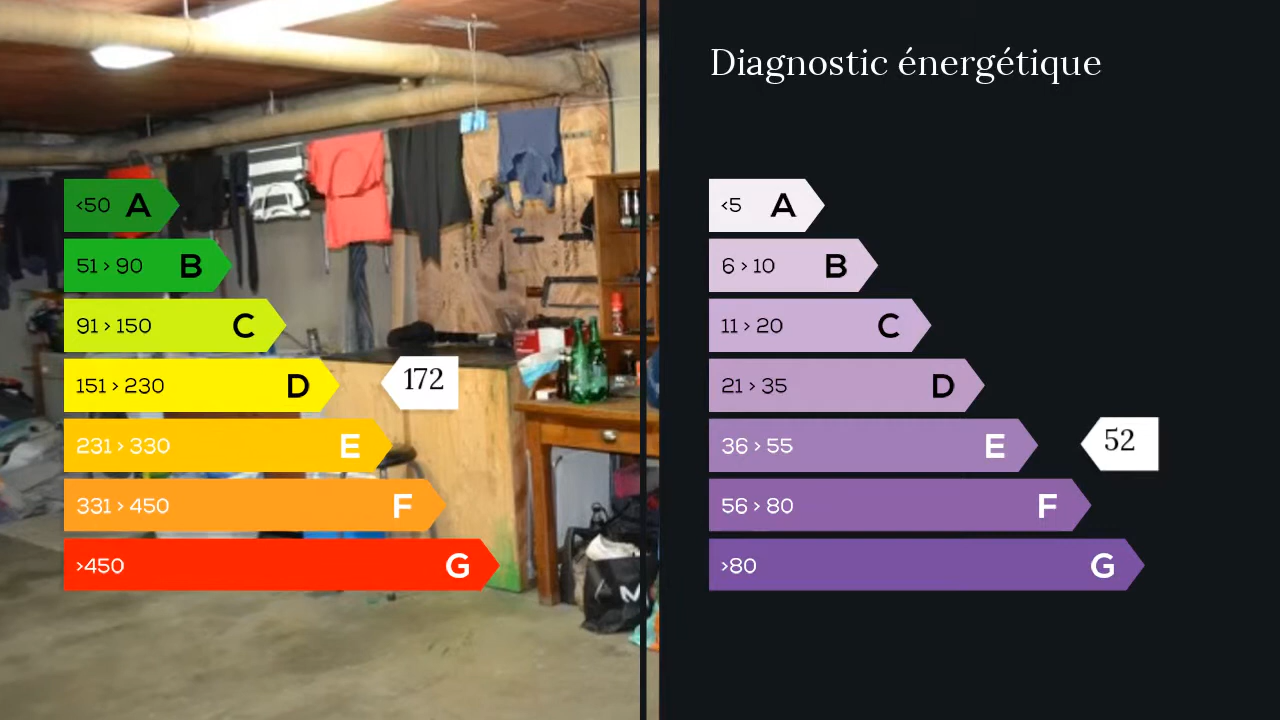 Diagnostic énergétique
<50 A
51 > 90 B
91 > 150 C
151 > 230 D
172
231 > 330 E
331 > 450 F
>450 G
<5 A
6 > 10 B
11 > 20 C
21 > 35 D
36 > 55 E
52
56 > 80 F
>80 G